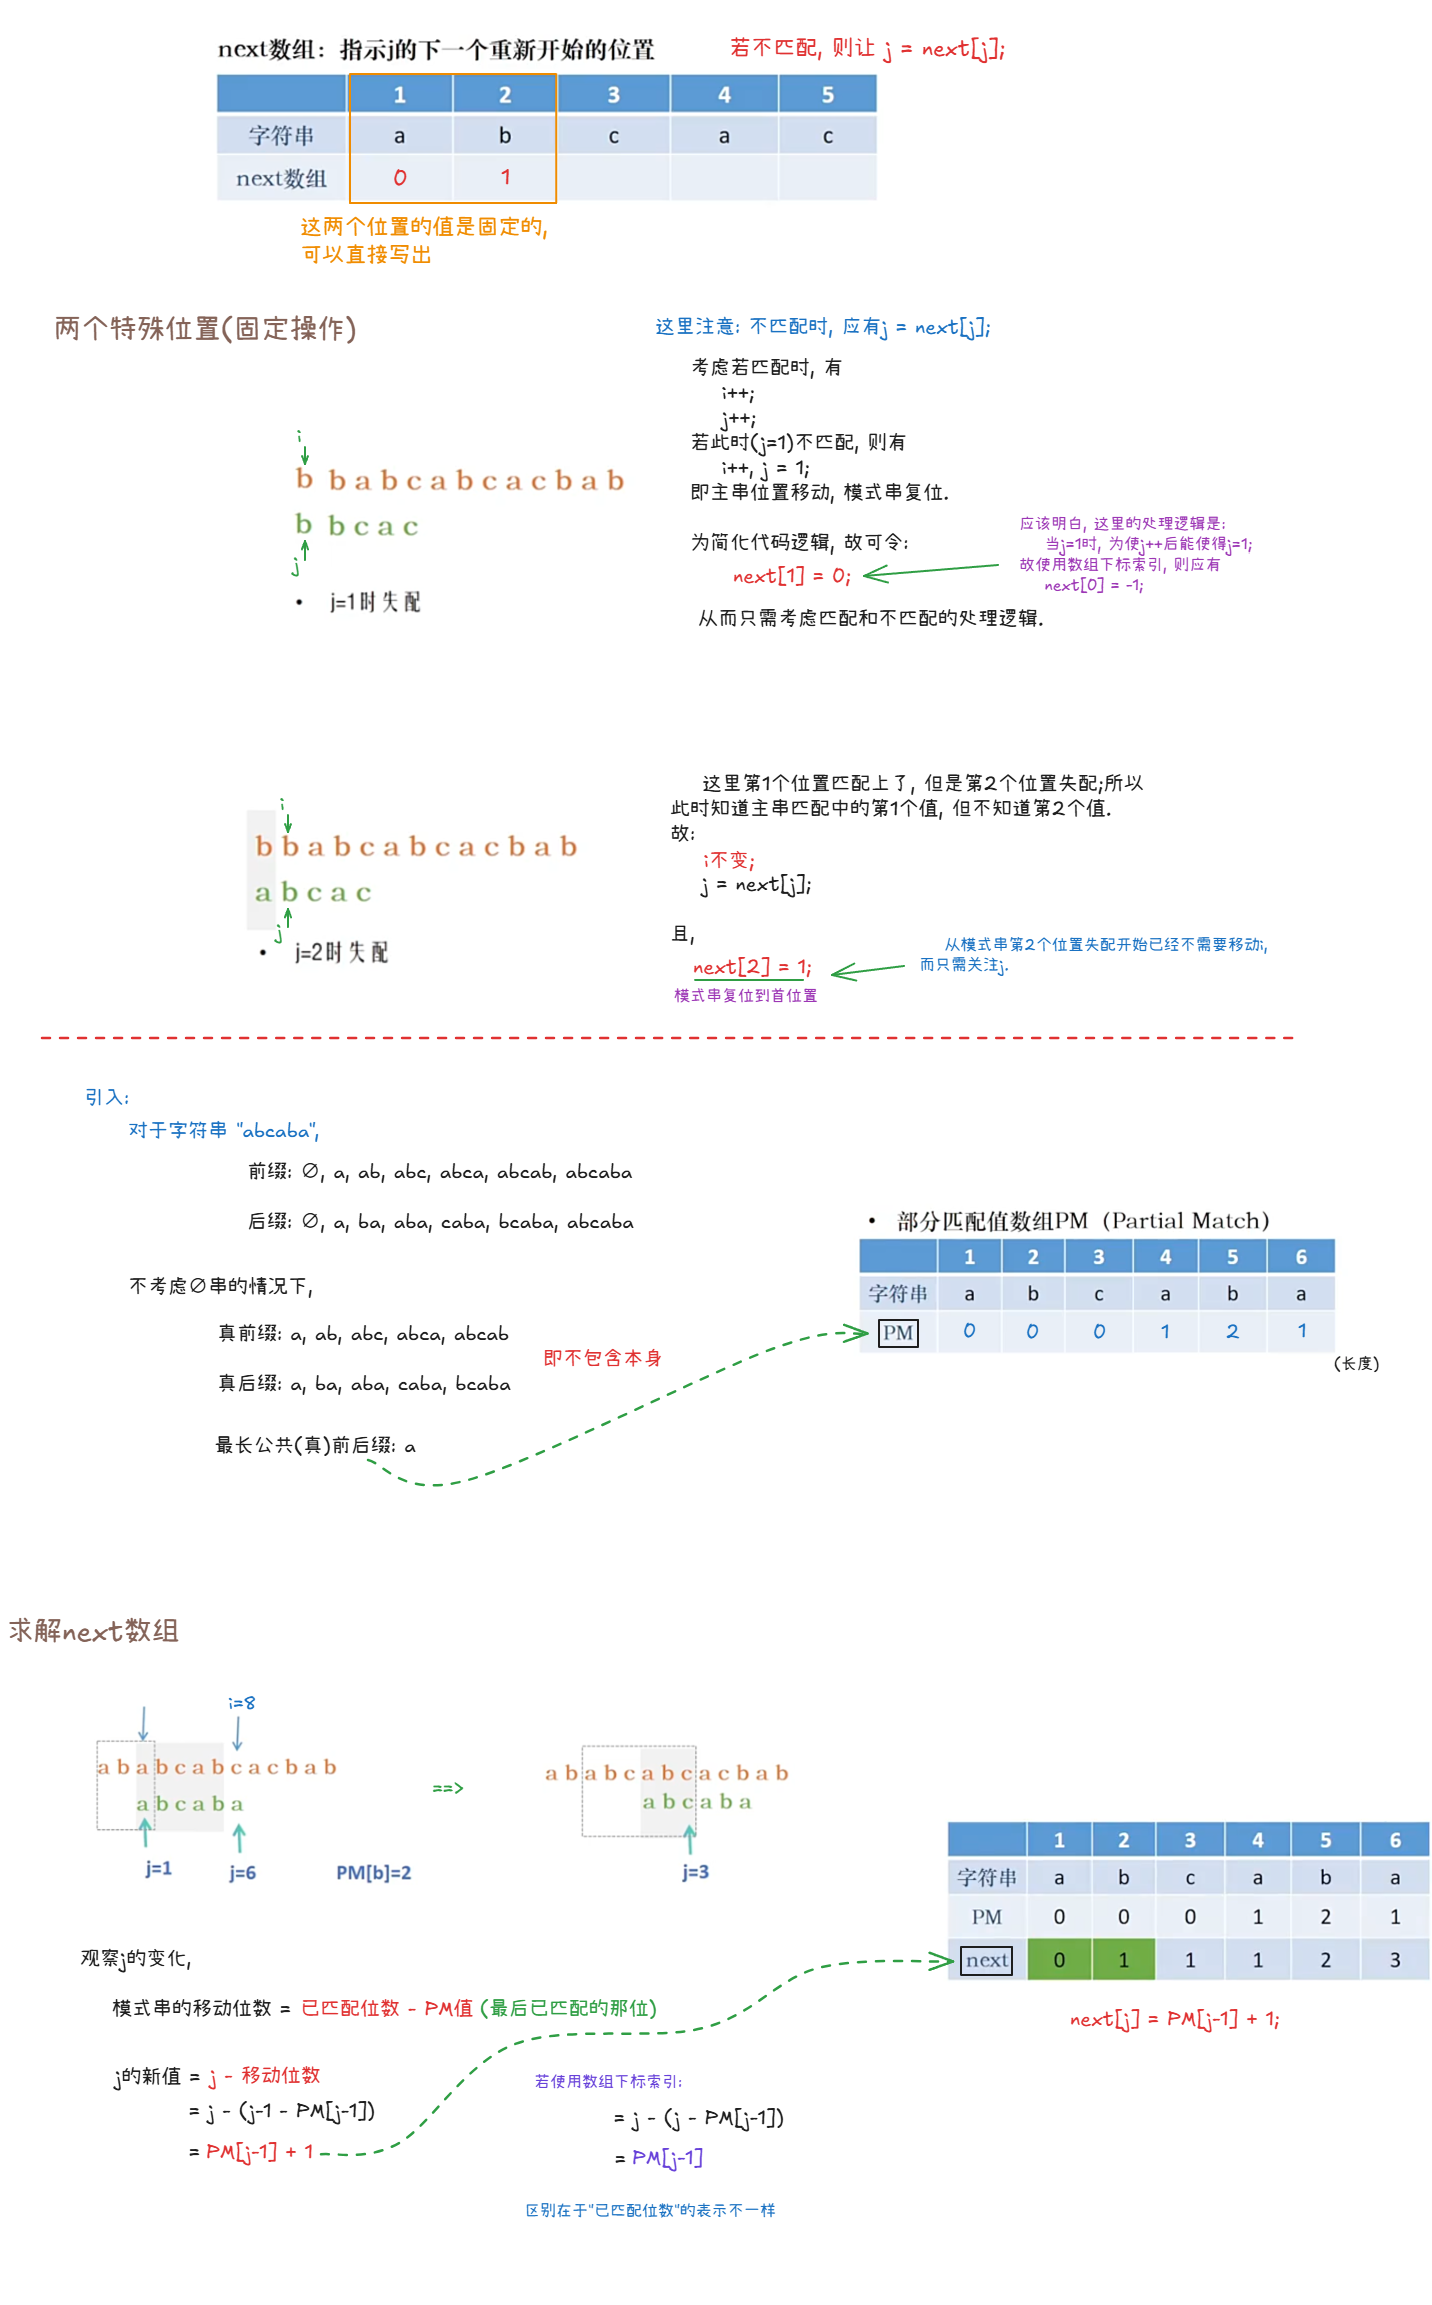 next数组：指示j的下一个重新开始的位置
若不匹配, 则让 j = next[j];
1 2 3 4 5
字符串 a b c a c
next数组 0 1
这两个位置的值是固定的,
可以直接写出
两个特殊位置(固定操作)
这里注意: 不匹配时, 应有j = next[j];
考虑若匹配时, 有
i++;
j++;
若此时(j=1)不匹配, 则有
i++, j = 1;
即主串位置移动, 模式串复位.
为简化代码逻辑, 故可令:
next[1] = 0;
从而只需考虑匹配和不匹配的处理逻辑.
应该明白, 这里的处理逻辑是:
当j=1时, 为使j++后能使得j=1;
故使用数组下标索引, 则应有
next[0] = -1;
i
b b a b c a b c a c b a b
b b c a c
j
• j=1时失配
这里第1个位置匹配上了, 但是第2个位置失配;所以
此时知道主串匹配中的第1个值, 但不知道第2个值.
故:
i不变;
j = next[j];
且,
next[2] = 1;
模式串复位到首位置
从模式串第2个位置失配开始已经不需要移动i,
而只需关注j.
i
b b a b c a b c a c b a b
a b c a c
j
• j=2时失配
引入:
对于字符串 "abcaba",
前缀: ∅, a, ab, abc, abca, abcab, abcaba
后缀: ∅, a, ba, aba, caba, bcaba, abcaba
不考虑∅串的情况下,
真前缀: a, ab, abc, abca, abcab
即不包含本身
真后缀: a, ba, aba, caba, bcaba
最长公共(真)前后缀: a
• 部分匹配值数组PM（Partial Match）
1 2 3 4 5 6
字符串 a b c a b a
PM 0 0 0 1 2 1
(长度)
求解next数组
i=8
a b a b c a b c a c b a b
a b c a b a
j=1 j=6 PM[b]=2
==>
a b a b c a b c a c b a b
a b c a b a
j=3
1 2 3 4 5 6
字符串 a b c a b a
PM 0 0 0 1 2 1
next 0 1 1 1 2 3
next[j] = PM[j-1] + 1;
观察j的变化,
模式串的移动位数 = 已匹配位数 - PM值 (最后已匹配的那位)
j的新值 = j - 移动位数
= j - (j-1 - PM[j-1])
= PM[j-1] + 1
若使用数组下标索引:
= j - (j - PM[j-1])
= PM[j-1]
区别在于"已匹配位数"的表示不一样